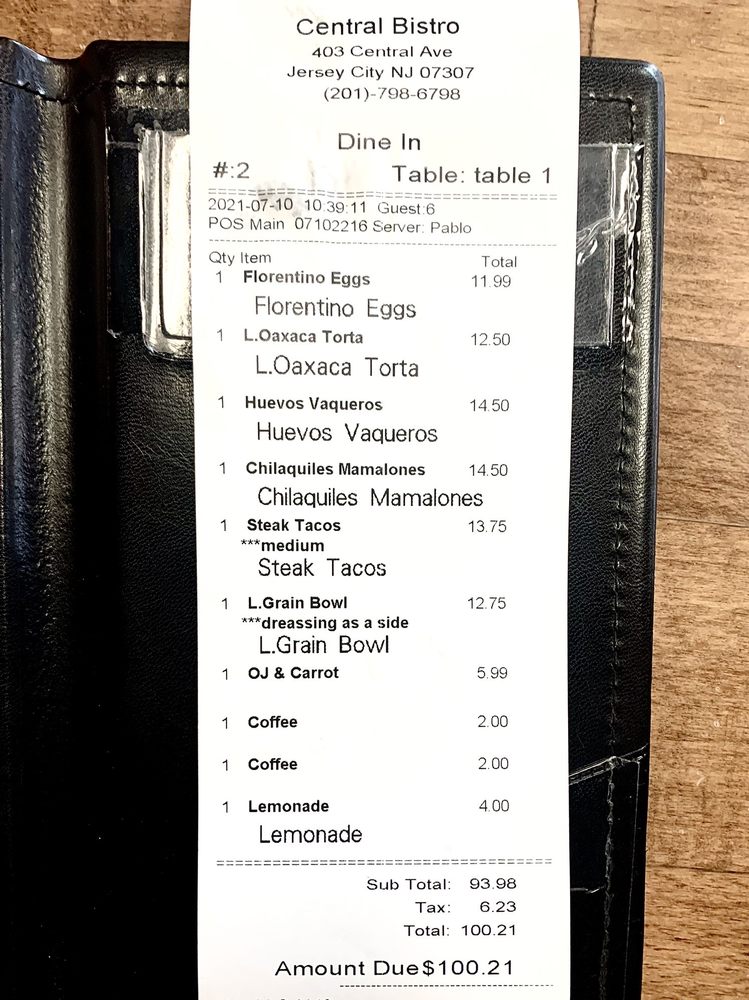 Central Bistro
403 Central Ave
Jersey City NJ 07307
(201)-798-6798
Dine In
#:2 Table: table 1
2021-07-10 10:39:11 Guest:6
POS Main 07102216 Server: Pablo
Qty Item Total
1 Florentino Eggs 11.99
Florentino Eggs
1 L.Oaxaca Torta 12.50
L.Oaxaca Torta
1 Huevos Vaqueros 14.50
Huevos Vaqueros
1 Chilaquiles Mamalones 14.50
Chilaquiles Mamalones
1 Steak Tacos 13.75
***medium
Steak Tacos
1 L.Grain Bowl 12.75
***dreassing as a side
L.Grain Bowl
1 OJ & Carrot 5.99
1 Coffee 2.00
1 Coffee 2.00
1 Lemonade 4.00
Lemonade
Sub Total: 93.98
Tax: 6.23
Total: 100.21
Amount Due$100.21